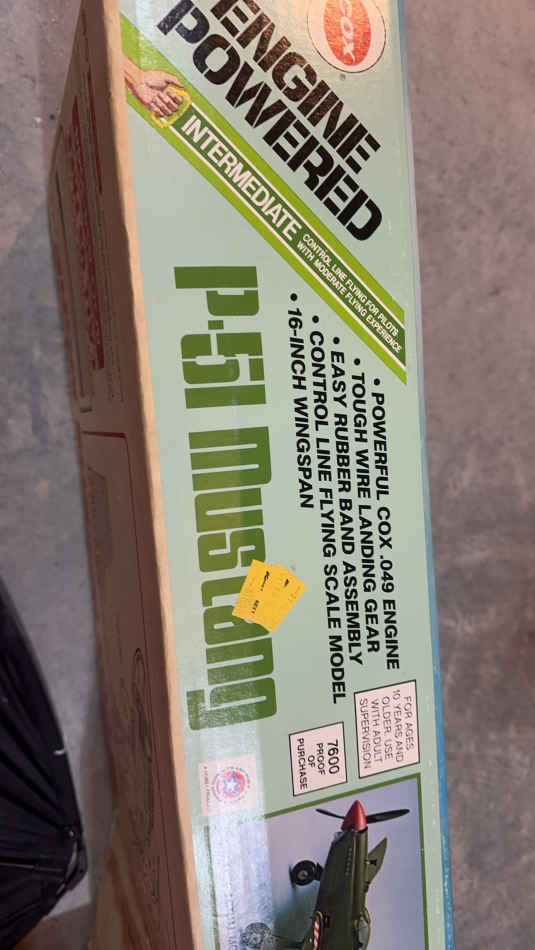 COX
ENGINE
POWERED
INTERMEDIATE
CONTROL LINE FLYING FOR PILOTS
WITH MODERATE FLYING EXPERIENCE
P-51 Mustang
• POWERFUL COX .049 ENGINE
• TOUGH WIRE LANDING GEAR
• EASY RUBBER BAND ASSEMBLY
• CONTROL LINE FLYING SCALE MODEL
• 16-INCH WINGSPAN
FOR AGES
10 YEARS AND
OLDER. USE
WITH ADULT
SUPERVISION
7600
PROOF
OF
PURCHASE